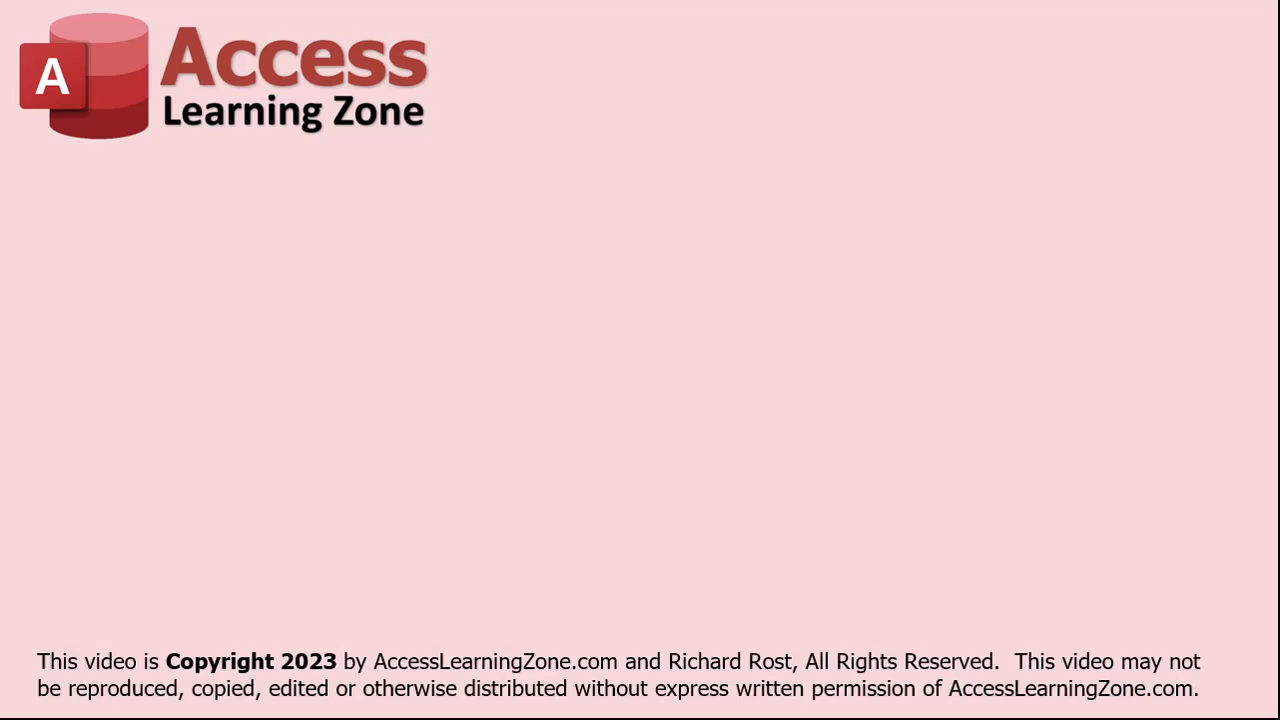 A
Access
Learning Zone
This video is Copyright 2023 by AccessLearningZone.com and Richard Rost, All Rights Reserved.  This video may not
be reproduced, copied, edited or otherwise distributed without express written permission of AccessLearningZone.com.